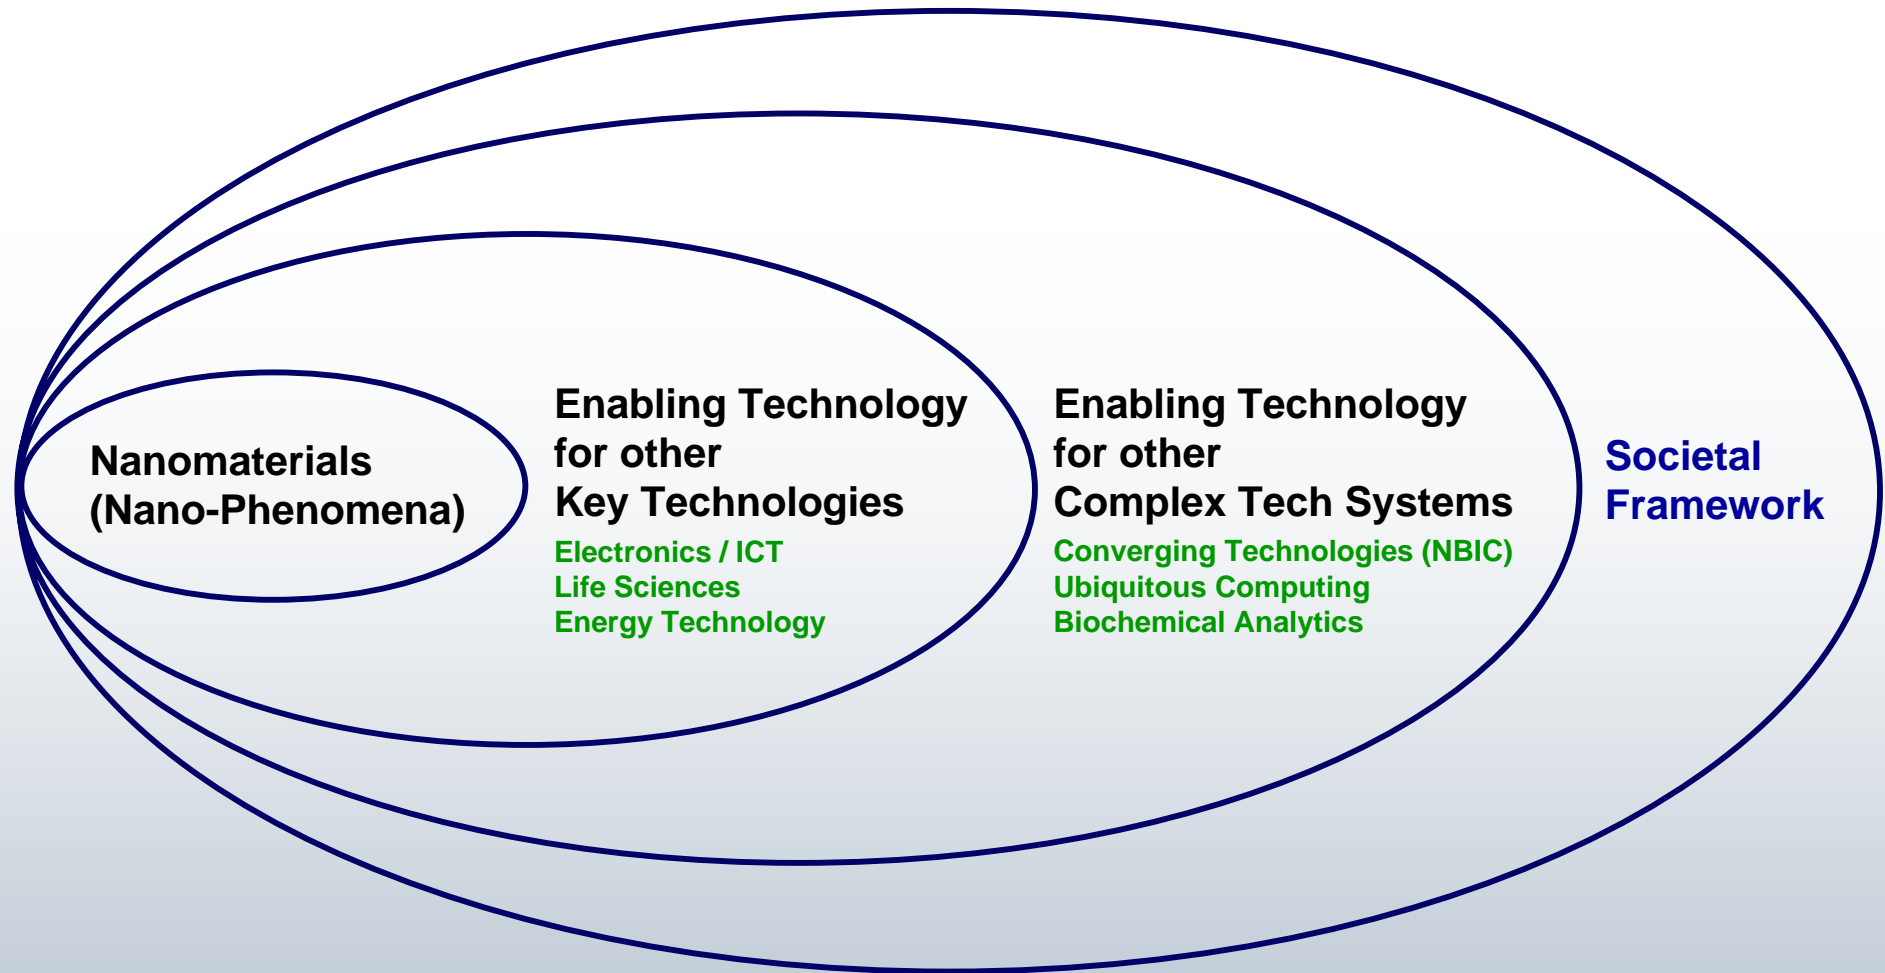 Nanomaterials
(Nano-Phenomena)
Enabling Technology
for other
Key Technologies
Electronics / ICT
Life Sciences
Energy Technology
Enabling Technology
for other
Complex Tech Systems
Converging Technologies (NBIC)
Ubiquitous Computing
Biochemical Analytics
Societal
Framework